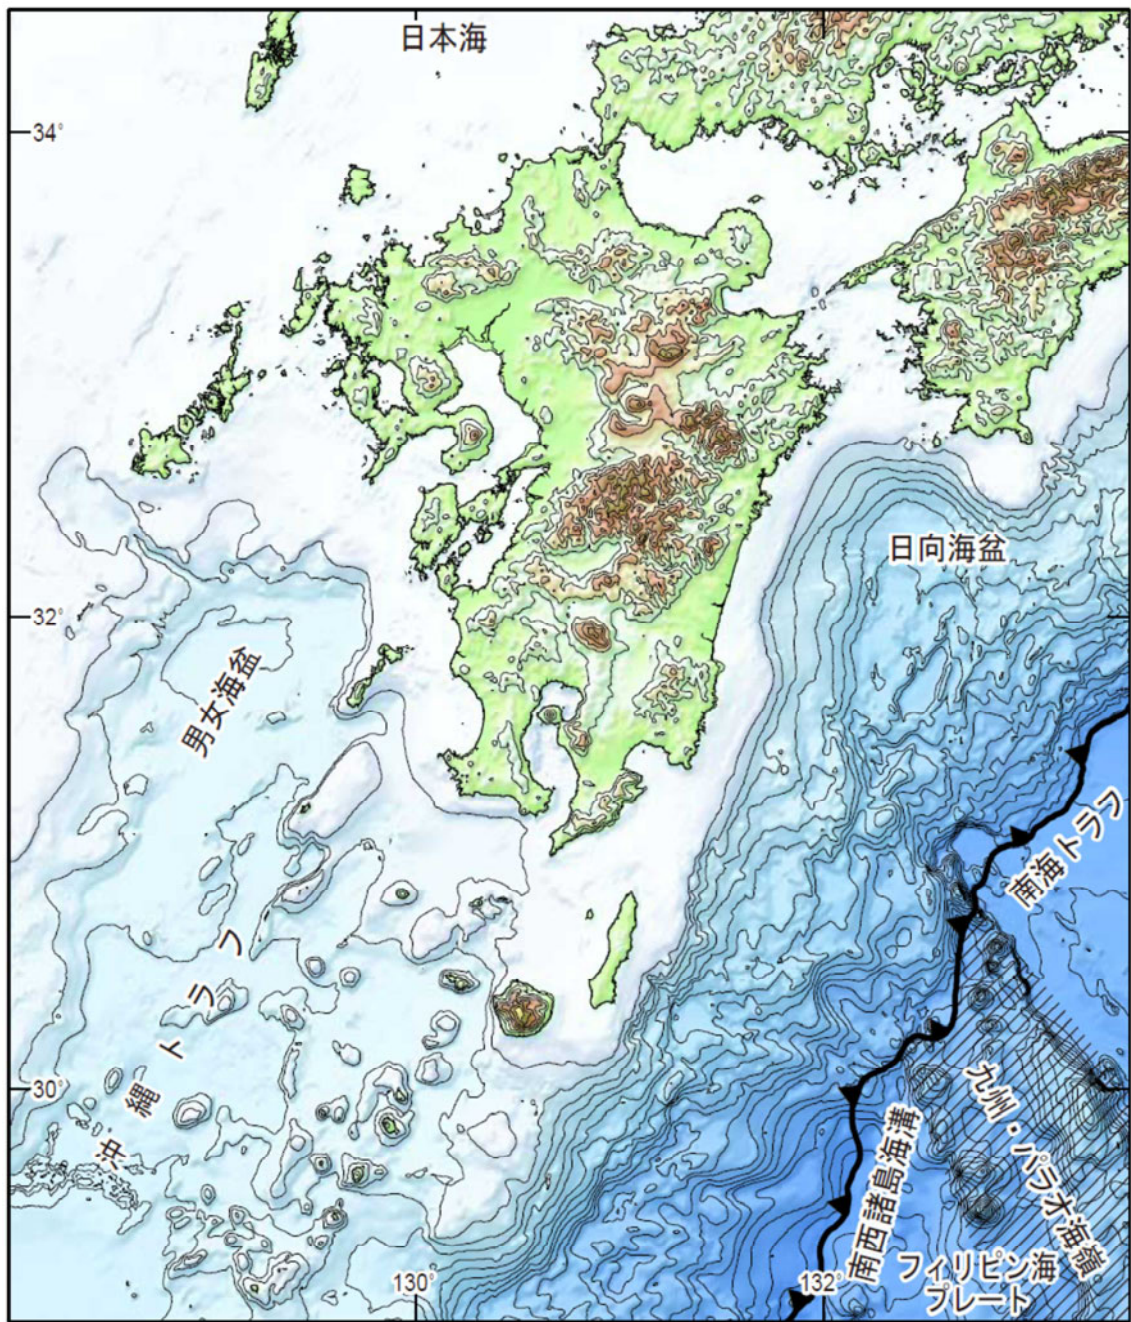 日本海
34°
日向海盆
32°
男女海盆
南海トラフ
沖縄トラフ
30°
九州・パラオ海嶺
南西諸島海溝
130°
132°
フィリピン海
プレート